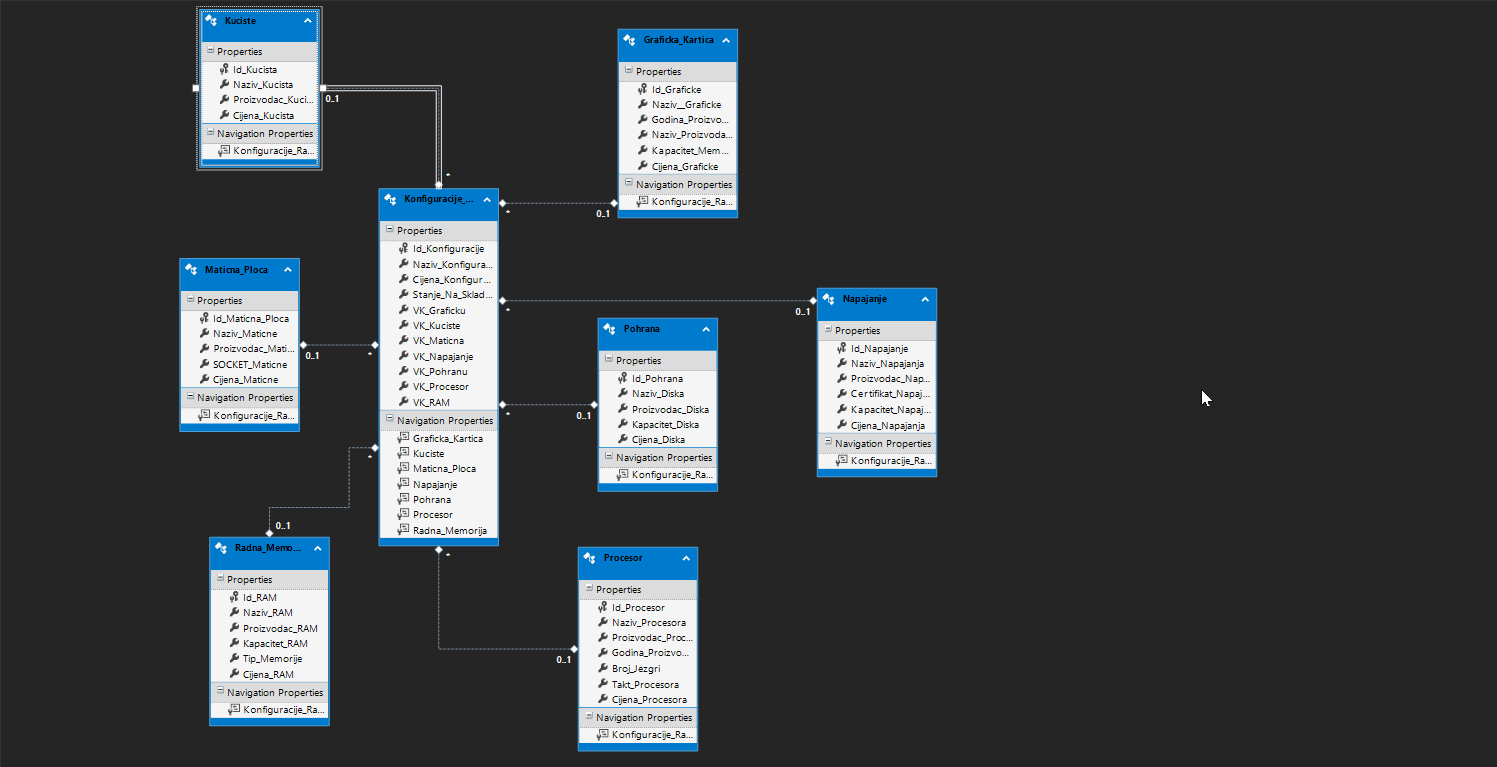 Kuciste
Properties
Id_Kucista
Naziv_Kucista
Proizvodac_Kuci...
Cijena_Kucista
Navigation Properties
Konfiguracije_Ra...
0..1
*
Graficka_Kartica
Properties
Id_Graficke
Naziv__Graficke
Godina_Proizvo...
Naziv_Proizvoda...
Kapacitet_Mem...
Cijena_Graficke
Navigation Properties
Konfiguracije_Ra...
*
0..1
Konfiguracije_...
Properties
Id_Konfiguracije
Naziv_Konfigura...
Cijena_Konfigur...
Stanje_Na_Sklad...
VK_Graficku
VK_Kuciste
VK_Maticna
VK_Napajanje
VK_Pohranu
VK_Procesor
VK_RAM
Navigation Properties
Graficka_Kartica
Kuciste
Maticna_Ploca
Napajanje
Pohrana
Procesor
Radna_Memorija
Maticna_Ploca
Properties
Id_Maticna_Ploca
Naziv_Maticne
Proizvodac_Mati...
SOCKET_Maticne
Cijena_Maticne
Navigation Properties
Konfiguracije_Ra...
0..1
*
*
0..1
Napajanje
Properties
Id_Napajanje
Naziv_Napajanja
Proizvodac_Nap...
Certifikat_Napaj...
Kapacitet_Napaj...
Cijena_Napajanja
Navigation Properties
Konfiguracije_Ra...
Pohrana
Properties
Id_Pohrana
Naziv_Diska
Proizvodac_Diska
Kapacitet_Diska
Cijena_Diska
Navigation Properties
Konfiguracije_Ra...
*
0..1
*
0..1
Radna_Memo...
Properties
Id_RAM
Naziv_RAM
Proizvodac_RAM
Kapacitet_RAM
Tip_Memorije
Cijena_RAM
Navigation Properties
Konfiguracije_Ra...
*
0..1
Procesor
Properties
Id_Procesor
Naziv_Procesora
Proizvodac_Proc...
Godina_Proizvo...
Broj_Jezgri
Takt_Procesora
Cijena_Procesora
Navigation Properties
Konfiguracije_Ra...